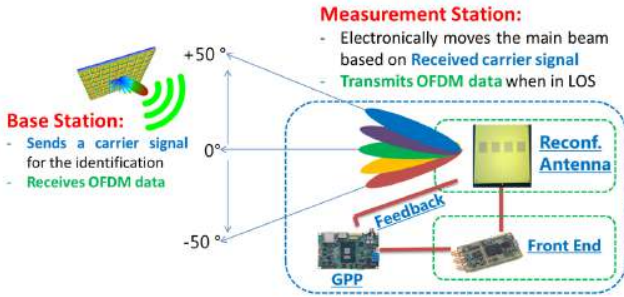 Measurement Station:
- Electronically moves the main beam
based on Received carrier signal
- Transmits OFDM data when in LOS
+50 °
Base Station:
- Sends a carrier signal
for the identification
- Receives OFDM data
0°
-50 °
Reconf.
Antenna
Feedback
GPP
Front End